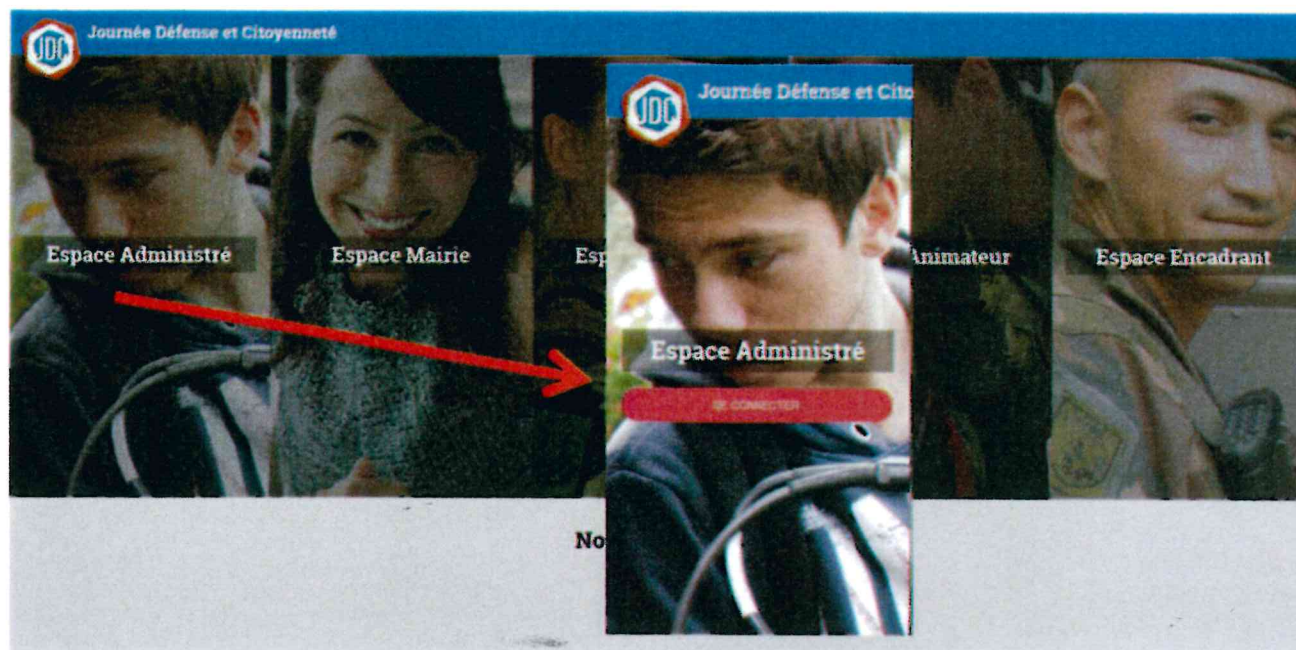 JDC
Journée Défense et Citoyenneté
JDC
Journée Défense et Cito
Espace Administré
Espace Mairie
Esp
Animateur
Espace Encadrant
Espace Administré
SE CONNECTER
No